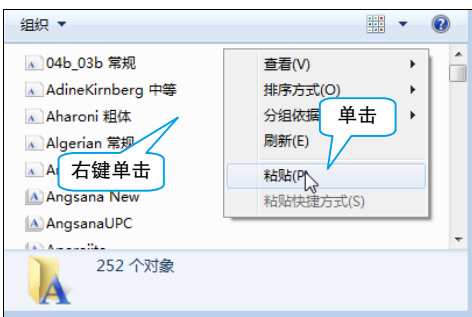 组织
04b_03b 常规
AdineKirnberg 中等
Aharoni 粗体
Algerian 常规
Angsana New
AngsanaUPC
查看(V)
排序方式(O)
分组依据
刷新(E)
粘贴(P
粘贴快捷方式(S)
右键单击
单击
252 个对象